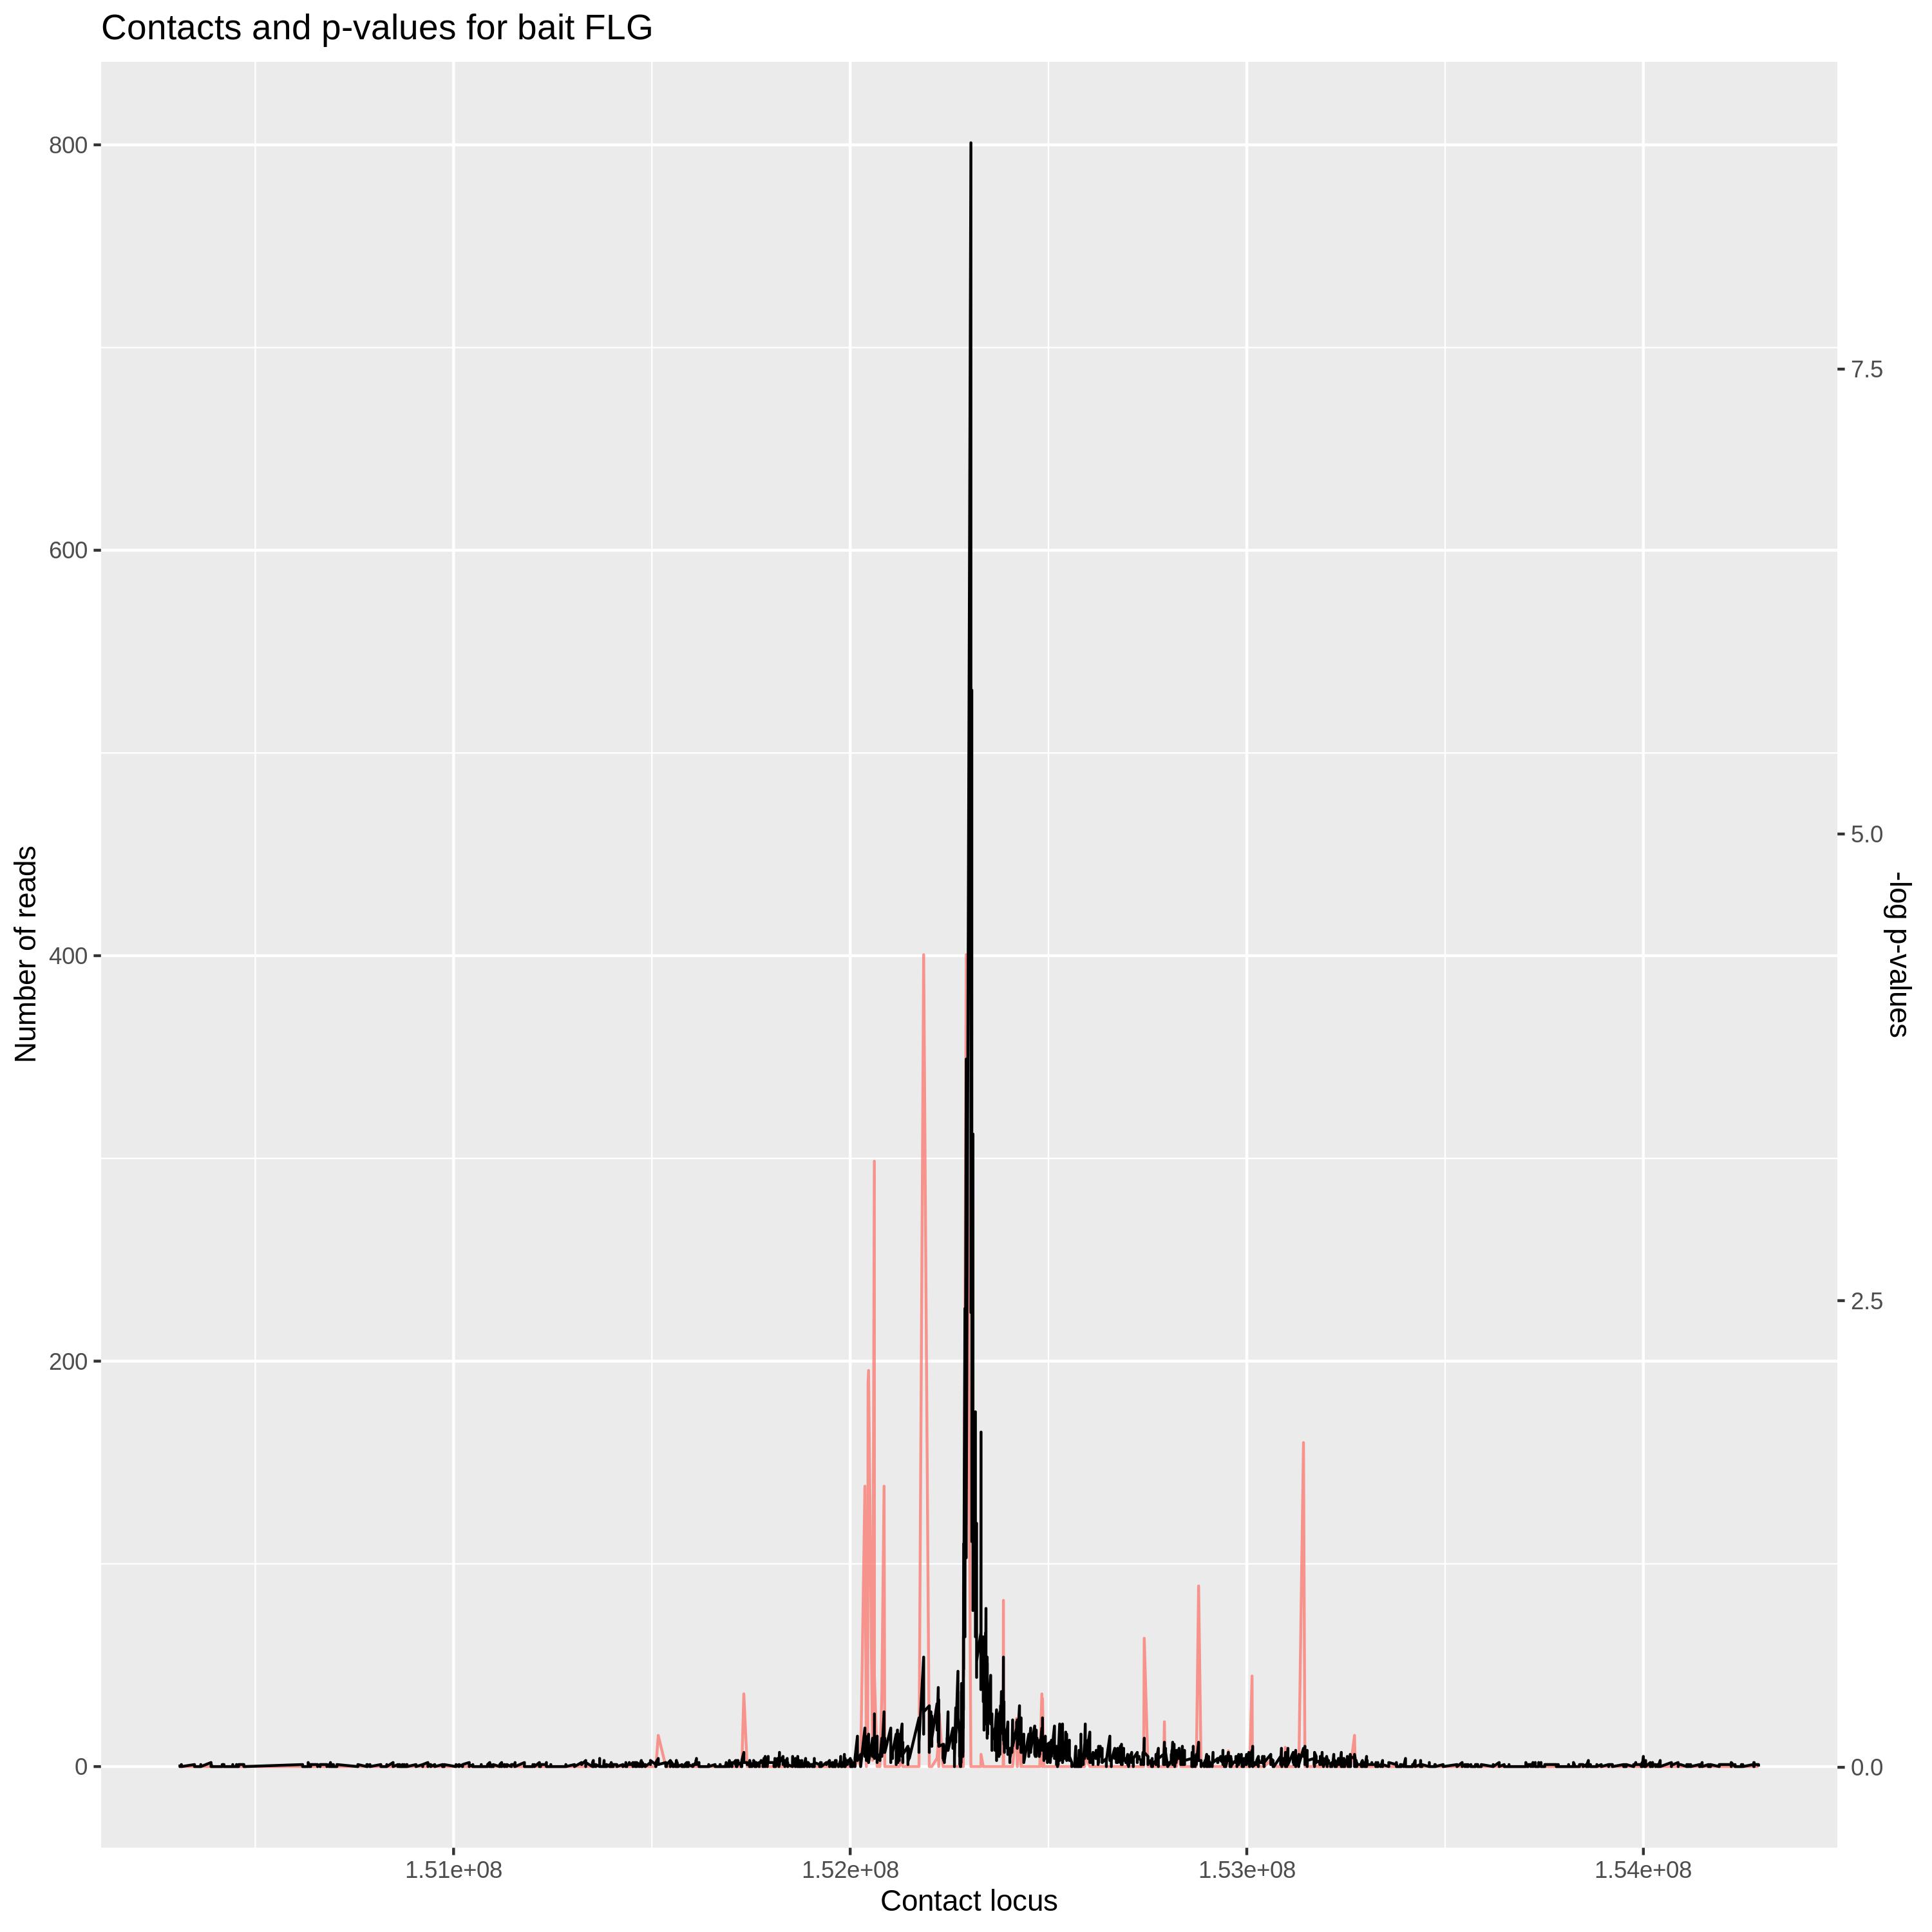 Contacts and p-values for bait FLG
800
600
400
200
0
Number of reads
7.5
5.0
2.5
0.0
-log p-values
1.51e+08
1.52e+08
1.53e+08
1.54e+08
Contact locus